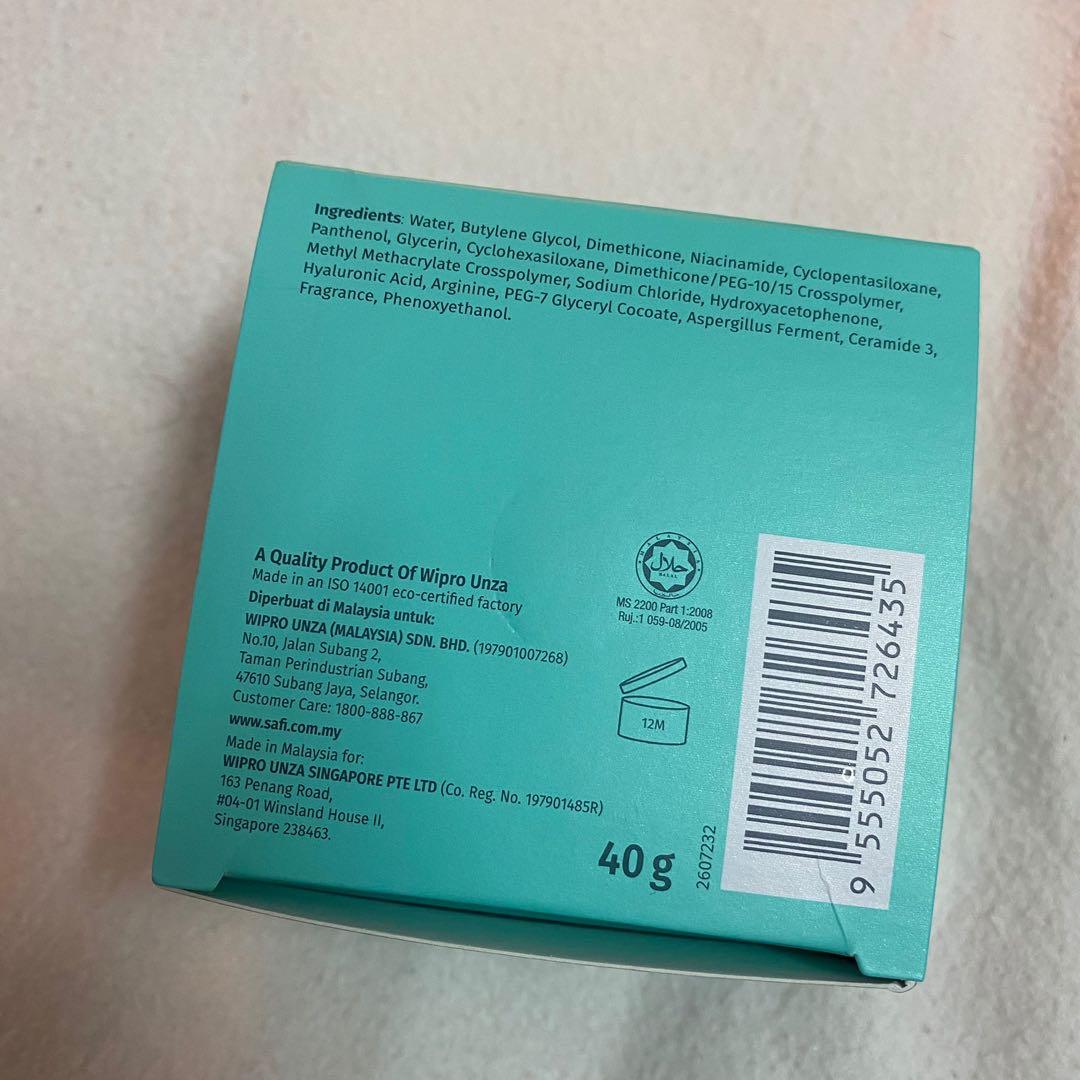 Ingredients: Water, Butylene Glycol, Dimethicone, Niacinamide, Cyclopentasiloxane,
Panthenol, Glycerin, Cyclohexasiloxane, Dimethicone/PEG-10/15 Crosspolymer,
Methyl Methacrylate Crosspolymer, Sodium Chloride, Hydroxyacetophenone,
Hyaluronic Acid, Arginine, PEG-7 Glyceryl Cocoate, Aspergillus Ferment, Ceramide 3,
Fragrance, Phenoxyethanol.
A Quality Product Of Wipro Unza
Made in an ISO 14001 eco-certified factory
Diperbuat di Malaysia untuk:
WIPRO UNZA (MALAYSIA) SDN. BHD. (197901007268)
No.10, Jalan Subang 2,
Taman Perindustrian Subang,
47610 Subang Jaya, Selangor.
Customer Care: 1800-888-867
www.safi.com.my
Made in Malaysia for:
WIPRO UNZA SINGAPORE PTE LTD (Co. Reg. No. 197901485R)
163 Penang Road,
#04-01 Winsland House II,
Singapore 238463.
MALAYSIA
حلال
HALAL
MS 2200 Part 1:2008
Ruj.:1 059-08/2005
12M
40 g
2607232
9 555052 726435